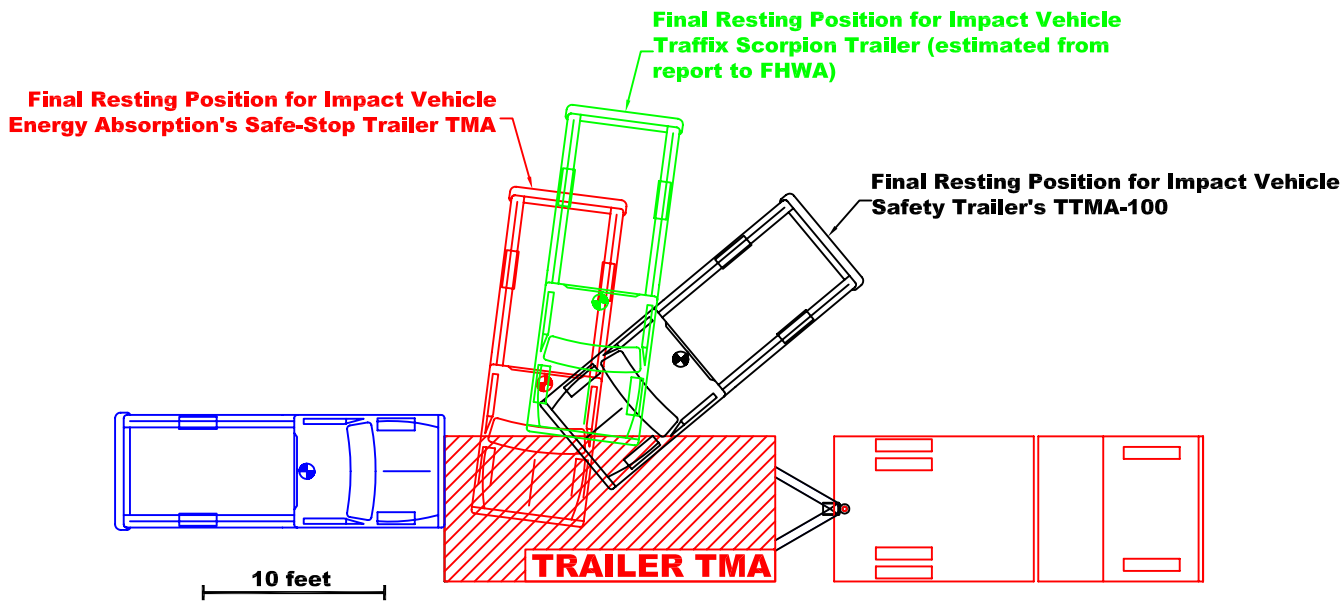 Final Resting Position for Impact Vehicle
Traffix Scorpion Trailer (estimated from
report to FHWA)
Final Resting Position for Impact Vehicle
Energy Absorption's Safe-Stop Trailer TMA
Final Resting Position for Impact Vehicle
Safety Trailer's TTMA-100
TRAILER TMA
10 feet